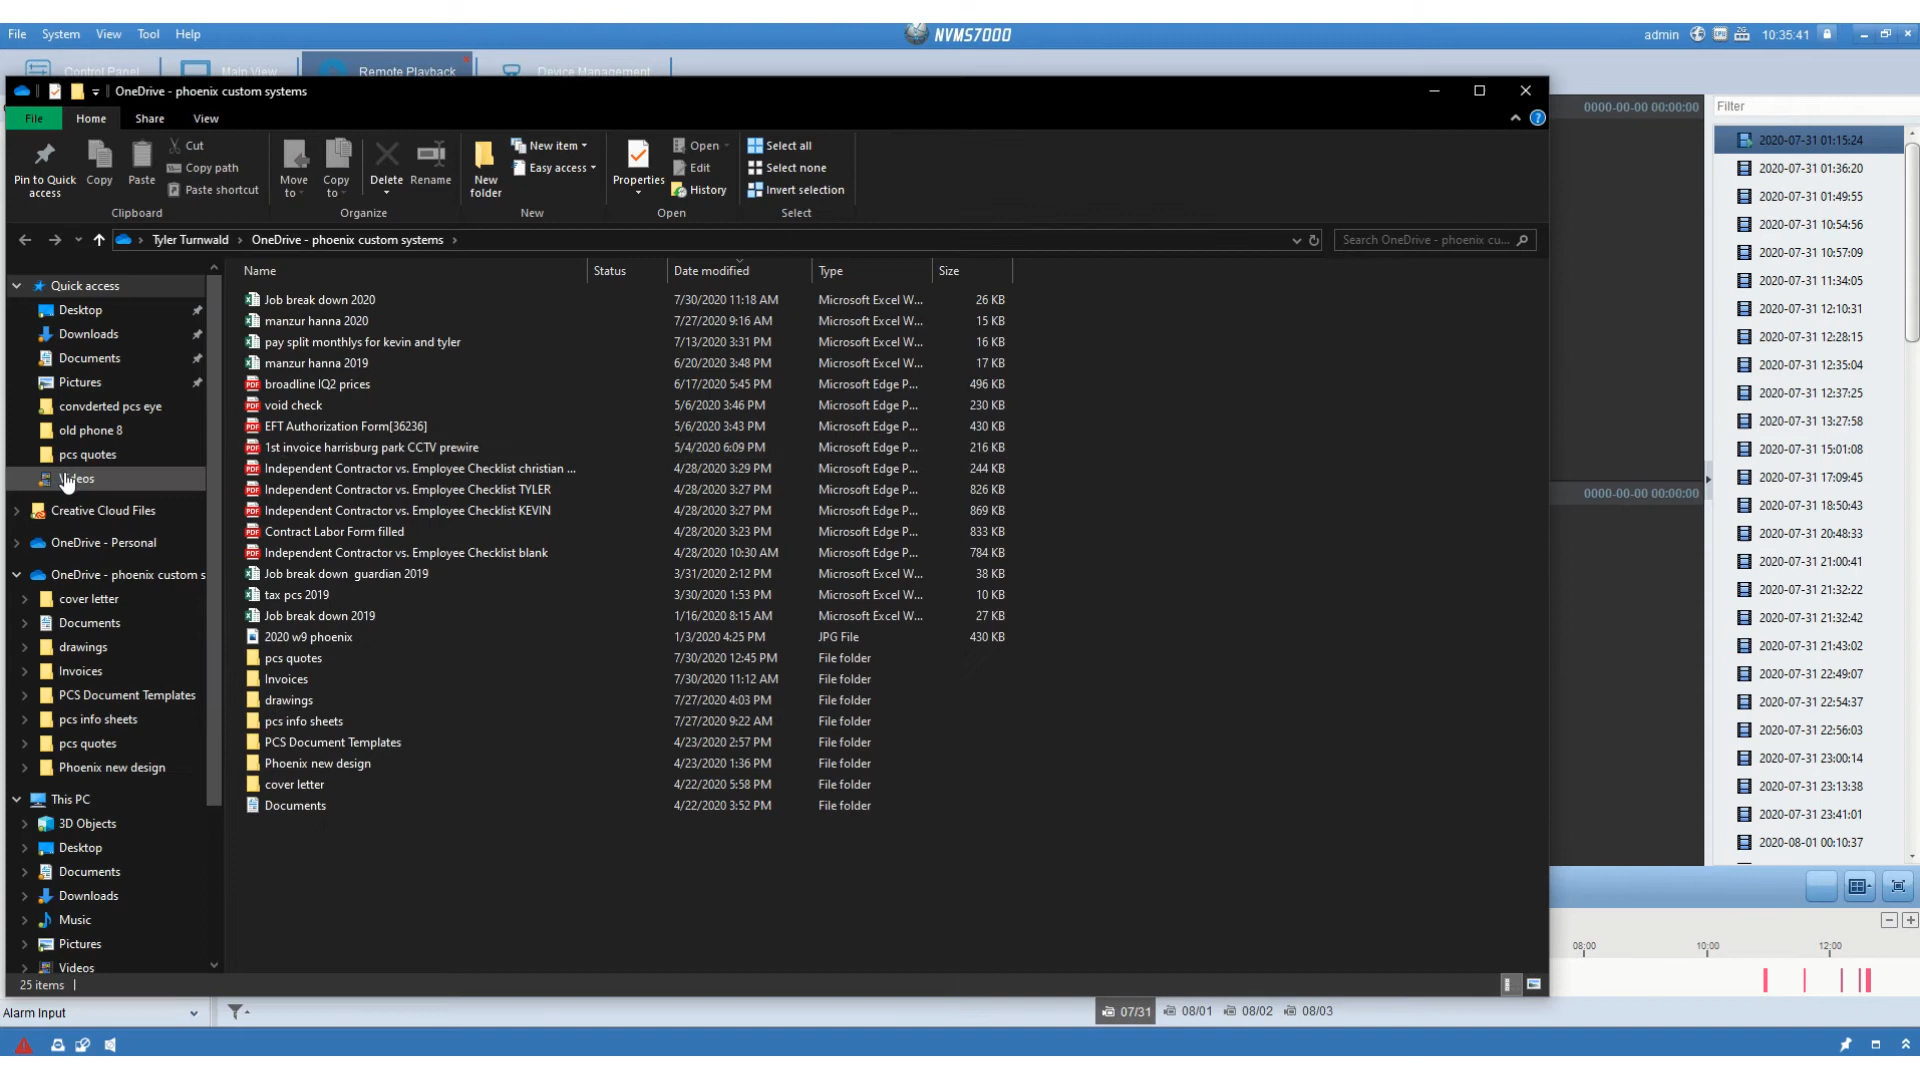 File System View Tool Help
NVMS7000
admin 10:35:41
Control Panel Main View Remote Playback Device Management
OneDrive - phoenix custom systems
File Home Share View
Pin to Quick access
Copy
Paste
Cut
Copy path
Paste shortcut
Clipboard
Move to
Copy to
Delete
Rename
Organize
New folder
New item
Easy access
New
Properties
Open
Edit
History
Open
Select all
Select none
Invert selection
Select
Tyler Turnwald OneDrive - phoenix custom systems
Search OneDrive - phoenix cu...
Quick access
Desktop
Downloads
Documents
Pictures
convderted pcs eye
old phone 8
pcs quotes
Creative Cloud Files
OneDrive - Personal
OneDrive - phoenix custom s
cover letter
Documents
drawings
Invoices
PCS Document Templates
pcs info sheets
pcs quotes
Phoenix new design
This PC
3D Objects
Desktop
Documents
Downloads
Music
Pictures
Videos
Name Status Date modified Type Size
Job break down 2020 7/30/2020 11:18 AM Microsoft Excel W... 26 KB
manzur hanna 2020 7/27/2020 9:16 AM Microsoft Excel W... 15 KB
pay split monthlys for kevin and tyler 7/13/2020 3:31 PM Microsoft Excel W... 16 KB
manzur hanna 2019 6/20/2020 3:48 PM Microsoft Excel W... 17 KB
broadline IQ2 prices 6/17/2020 5:45 PM Microsoft Edge P... 496 KB
void check 5/6/2020 3:46 PM Microsoft Edge P... 230 KB
EFT Authorization Form[36236] 5/6/2020 3:43 PM Microsoft Edge P... 430 KB
1st invoice harrisburg park CCTV prewire 5/4/2020 6:09 PM Microsoft Edge P... 216 KB
Independent Contractor vs. Employee Checklist christian ... 4/28/2020 3:29 PM Microsoft Edge P... 244 KB
Independent Contractor vs. Employee Checklist TYLER 4/28/2020 3:27 PM Microsoft Edge P... 826 KB
Independent Contractor vs. Employee Checklist KEVIN 4/28/2020 3:27 PM Microsoft Edge P... 869 KB
Contract Labor Form filled 4/28/2020 3:23 PM Microsoft Edge P... 833 KB
Independent Contractor vs. Employee Checklist blank 4/28/2020 10:30 AM Microsoft Edge P... 784 KB
Job break down guardian 2019 3/31/2020 2:12 PM Microsoft Excel W... 38 KB
tax pcs 2019 3/30/2020 1:53 PM Microsoft Excel W... 10 KB
Job break down 2019 1/16/2020 8:15 AM Microsoft Excel W... 27 KB
2020 w9 phoenix 1/3/2020 4:25 PM JPG File 430 KB
pcs quotes 7/30/2020 12:45 PM File folder
Invoices 7/30/2020 11:12 AM File folder
drawings 7/27/2020 4:03 PM File folder
pcs info sheets 7/27/2020 9:22 AM File folder
PCS Document Templates 4/23/2020 2:57 PM File folder
Phoenix new design 4/23/2020 1:36 PM File folder
cover letter 4/22/2020 5:58 PM File folder
Documents 4/22/2020 3:52 PM File folder
25 items
0000-00-00 00:00:00
0000-00-00 00:00:00
Filter
2020-07-31 01:15:24
2020-07-31 01:36:20
2020-07-31 01:49:55
2020-07-31 10:54:56
2020-07-31 10:57:09
2020-07-31 11:34:05
2020-07-31 12:10:31
2020-07-31 12:28:15
2020-07-31 12:35:04
2020-07-31 12:37:25
2020-07-31 13:27:58
2020-07-31 15:01:08
2020-07-31 17:09:45
2020-07-31 18:50:43
2020-07-31 20:48:33
2020-07-31 21:00:41
2020-07-31 21:32:22
2020-07-31 21:32:42
2020-07-31 21:43:02
2020-07-31 22:49:07
2020-07-31 22:54:37
2020-07-31 22:56:03
2020-07-31 23:00:14
2020-07-31 23:13:38
2020-07-31 23:41:01
2020-08-01 00:10:37
08:00 10:00 12:00
Alarm Input
07/31 08/01 08/02 08/03